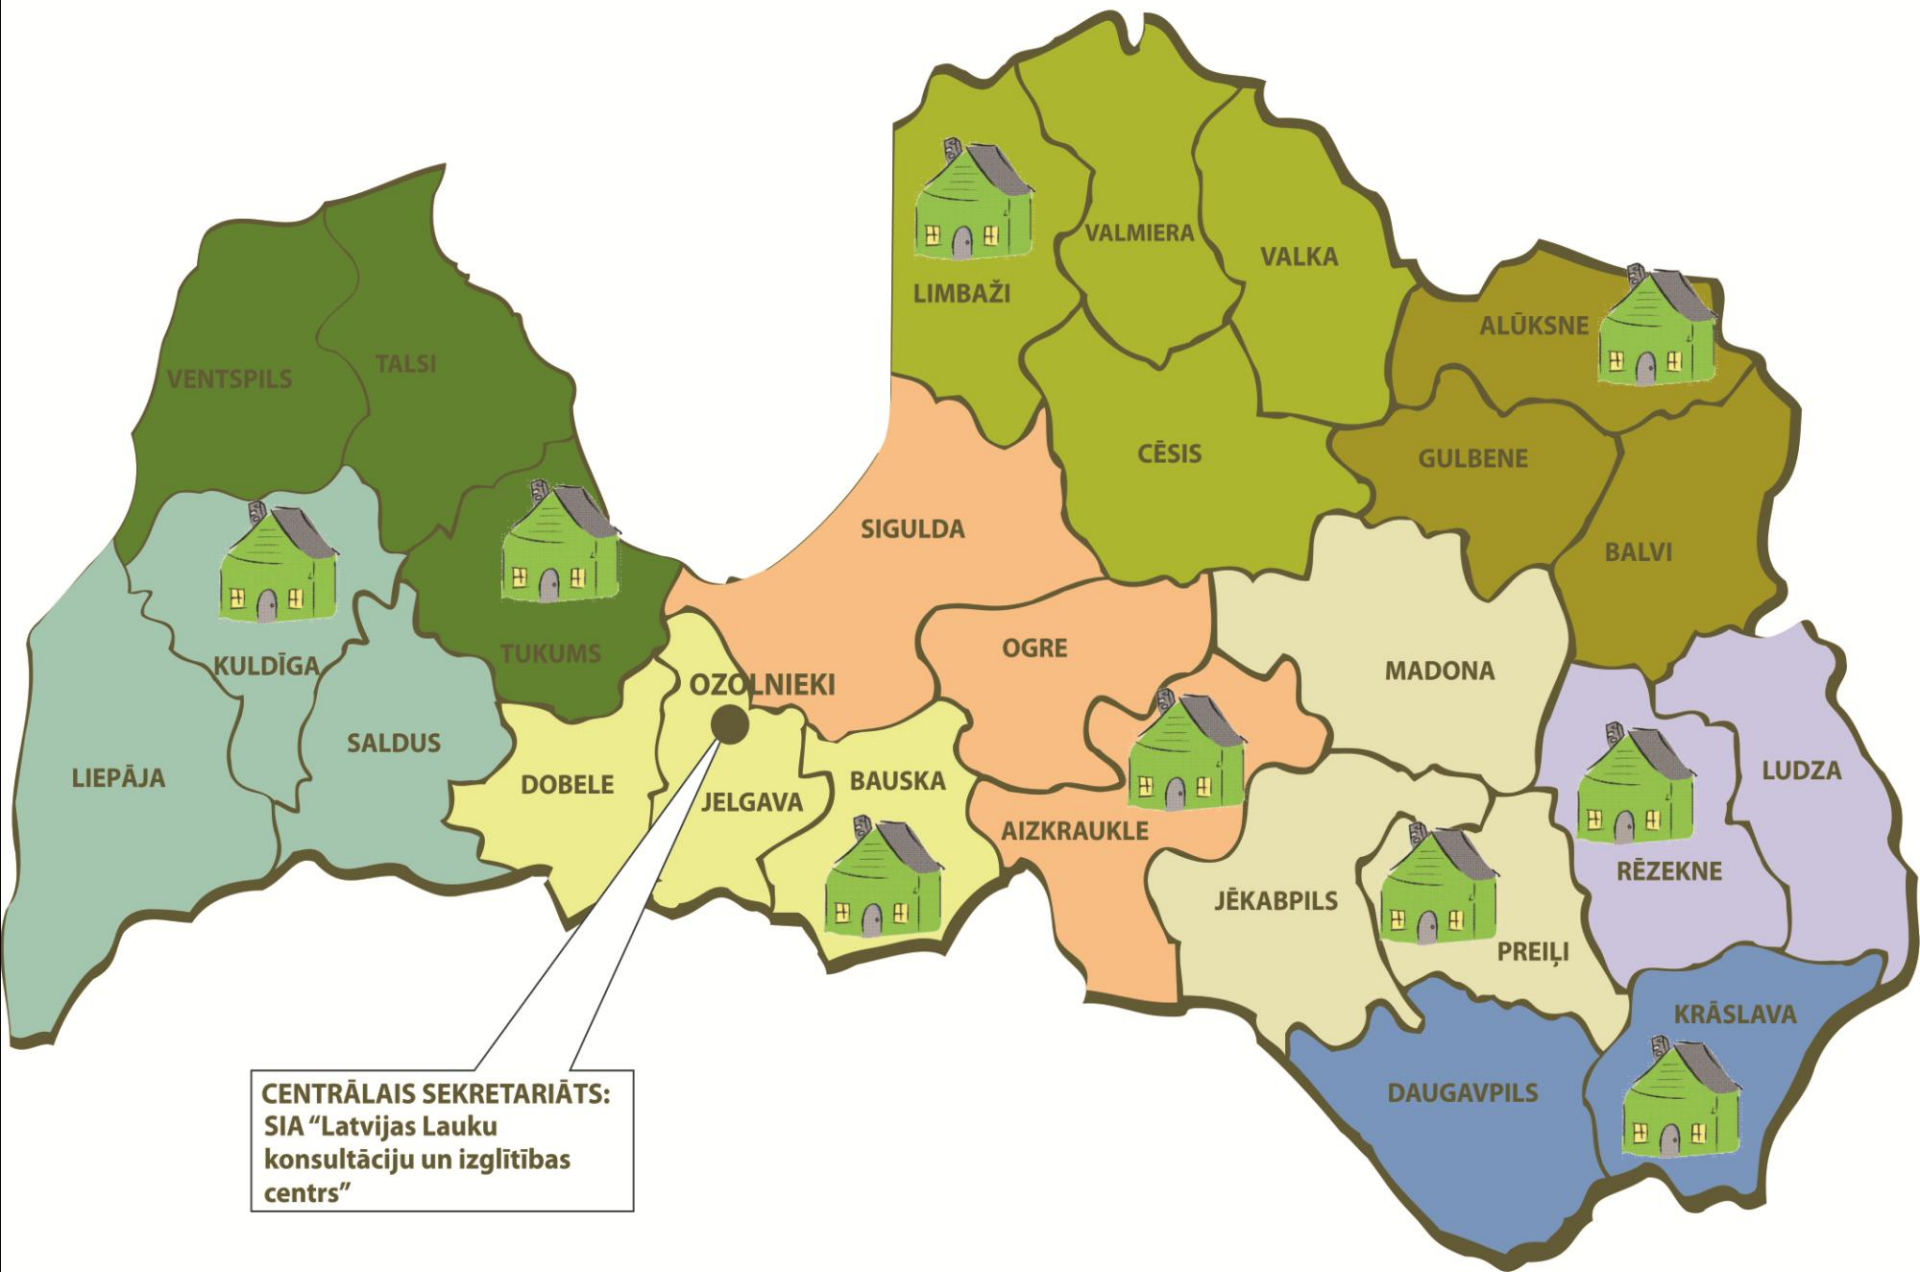 VALMIERA
VALKA
LIMBAŽI
ALŪKSNE
TALSI
VENTSPILS
CĒSIS
GULBENE
SIGULDA
BALVI
OGRE
TUKUMS
KULDĪGA
MADONA
OZOLNIEKI
SALDUS
LUDZA
LIEPĀJA
DOBELE
BAUSKA
JELGAVA
AIZKRAUKLE
RĒZEKNE
JĒKABPILS
PREIĻI
KRĀSLAVA
DAUGAVPILS
CENTRĀLAIS SEKRETARIĀTS:
SIA “Latvijas Lauku
konsultāciju un izglītības
centrs”